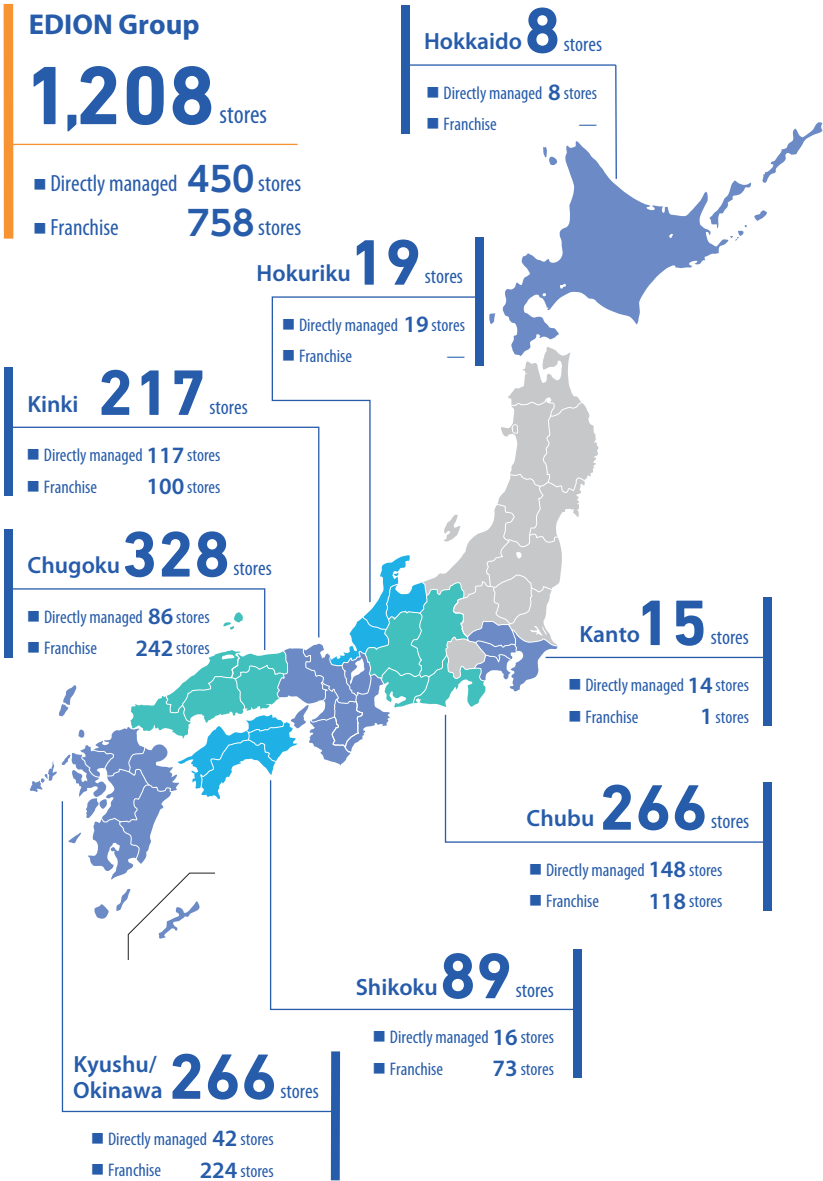 EDION Group
1,208 stores
■ Directly managed 450 stores
■ Franchise 758 stores
Hokkaido 8 stores
■ Directly managed 8 stores
■ Franchise —
Hokuriku 19 stores
■ Directly managed 19 stores
■ Franchise —
Kinki 217 stores
■ Directly managed 117 stores
■ Franchise 100 stores
Chugoku 328 stores
■ Directly managed 86 stores
■ Franchise 242 stores
Kanto 15 stores
■ Directly managed 14 stores
■ Franchise 1 stores
Chubu 266 stores
■ Directly managed 148 stores
■ Franchise 118 stores
Shikoku 89 stores
■ Directly managed 16 stores
■ Franchise 73 stores
Kyushu/
Okinawa 266 stores
■ Directly managed 42 stores
■ Franchise 224 stores